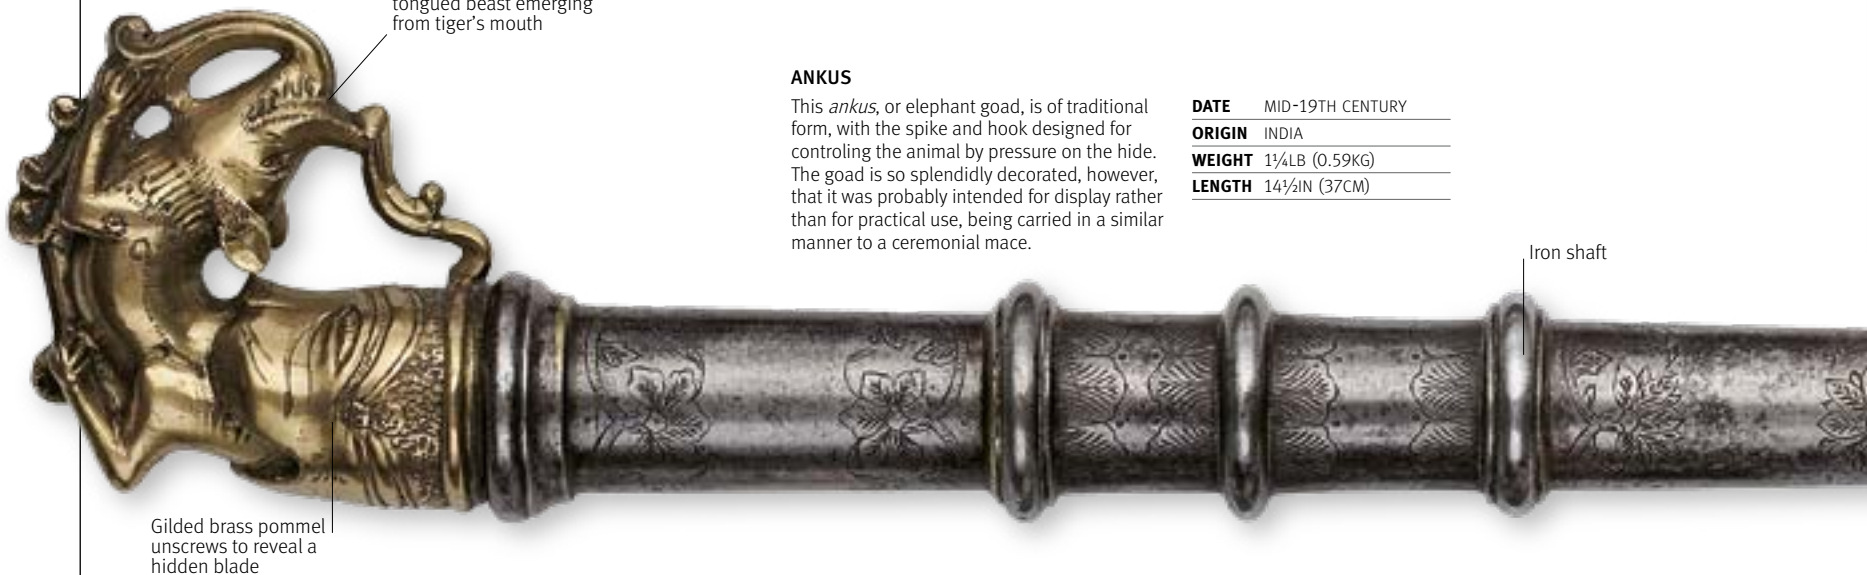 tongued beast emerging
from tiger's mouth
ANKUS
This ankus, or elephant goad, is of traditional
form, with the spike and hook designed for
controling the animal by pressure on the hide.
The goad is so splendidly decorated, however,
that it was probably intended for display rather
than for practical use, being carried in a similar
manner to a ceremonial mace.
DATE MID-19TH CENTURY
ORIGIN INDIA
WEIGHT 1¼LB (0.59KG)
LENGTH 14½IN (37CM)
Iron shaft
Gilded brass pommel
unscrews to reveal a
hidden blade